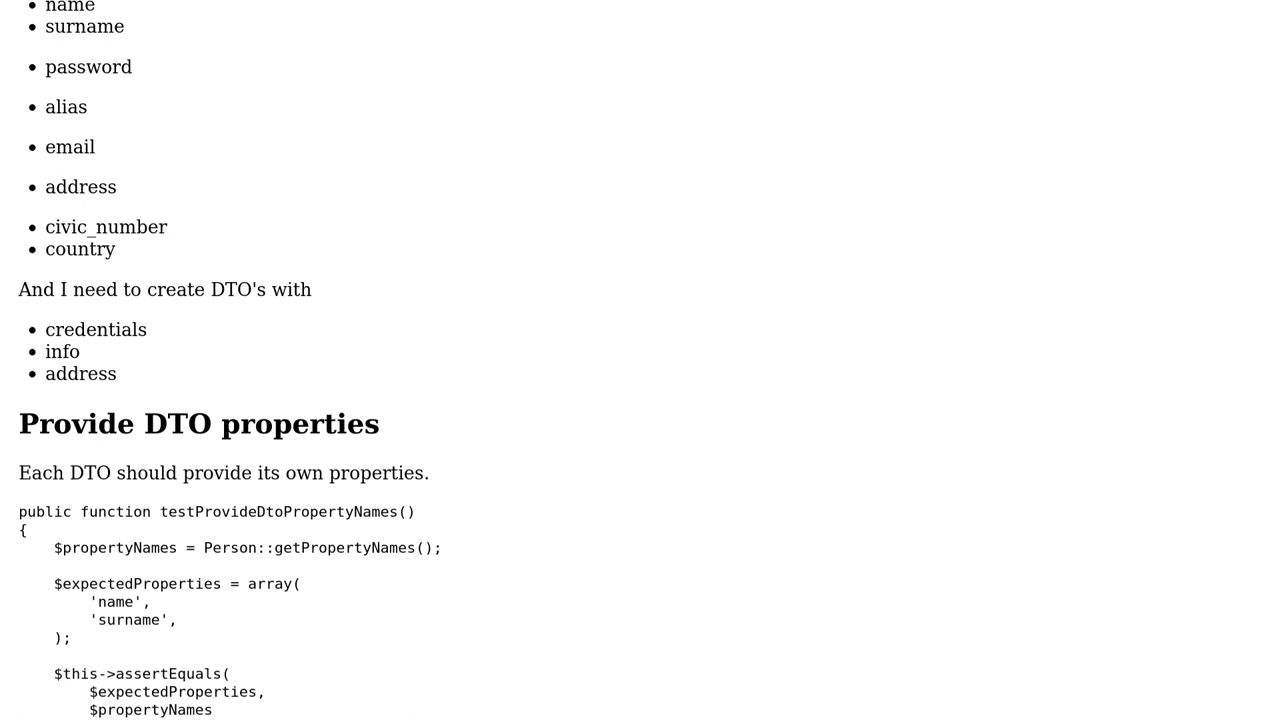 name
surname
password
alias
email
address
civic_number
country
And I need to create DTO's with
credentials
info
address
Provide DTO properties
Each DTO should provide its own properties.
public function testProvideDtoPropertyNames()
{
    $propertyNames = Person::getPropertyNames();
    $expectedProperties = array(
        'name',
        'surname',
    );
    $this->assertEquals(
        $expectedProperties,
        $propertyNames